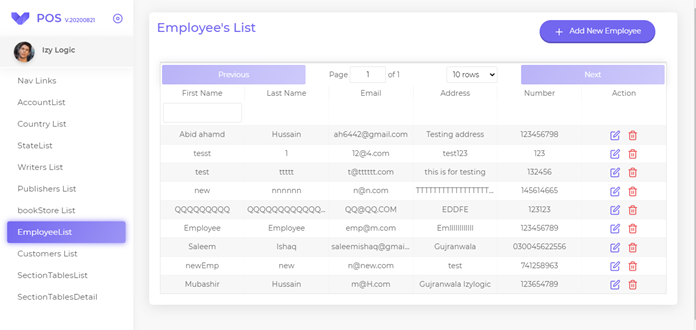 POS V.20200821
Izy Logic
Nav Links
AccountList
Country List
StateList
Writers List
Publishers List
bookStore List
EmployeeList
Customers List
SectionTablesList
SectionTablesDetail
Employee's List
+ Add New Employee
Previous Page 1 of 1 10 rows Next
First Name Last Name Email Address Number Action
Abid ahamd Hussain ah6442@gmail.com Testing address 123456798
tesst 1 12@4.com test123 123
test ttttt t@tttttt.com this is for testing 132456
new nnnnnn n@n.com TTTTTTTTTTTTTTTTT... 145614665
QQQQQQQQQ QQQQQQQQQQQQ... QQ@QQ.COM EDDFE 123123
Employee Employee emp@m.com 123456789
Saleem Ishaq saleemishaq@gmai... Gujranwala 030045622556
newEmp new n@new.com test 741258963
Mubashir Hussain m@H.com Gujranwala Izylogic 123654789